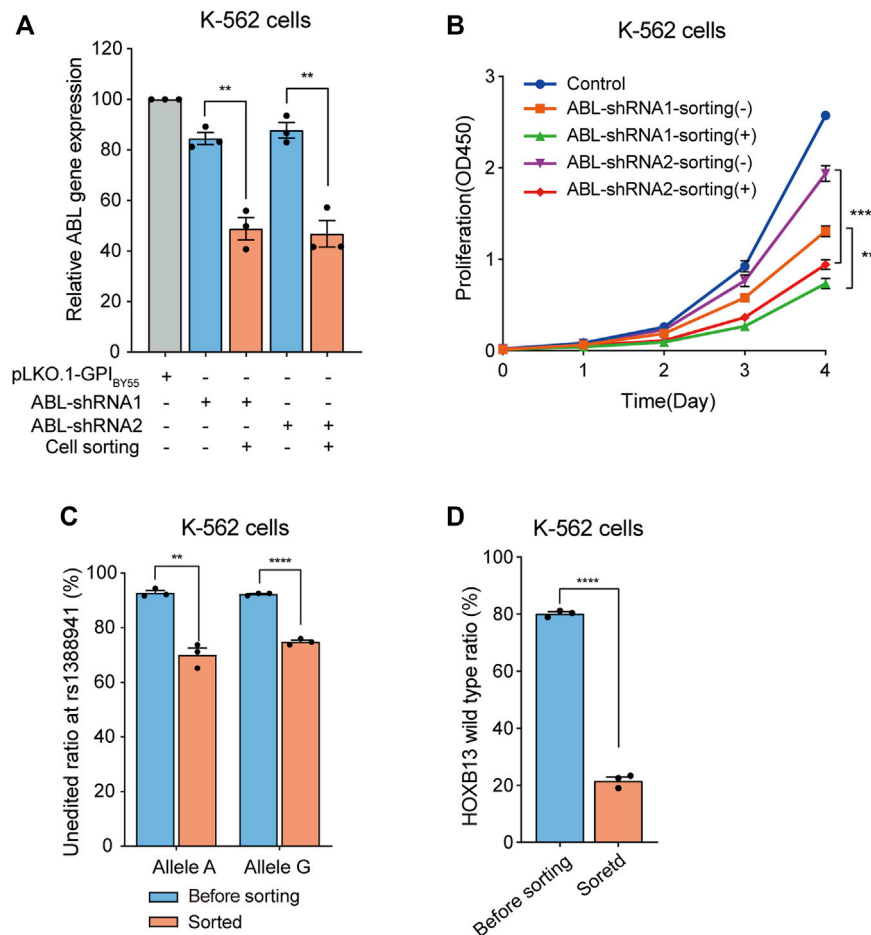 A
K-562 cells
Relative ABL gene expression
120
100
80
60
40
20
0
** **
pLKO.1-GPIBY55 + - - - -
ABL-shRNA1 - + + - -
ABL-shRNA2 - - - + +
Cell sorting - - + - +
B
K-562 cells
Proliferation(OD450)
3
2
1
0
Control
ABL-shRNA1-sorting(-)
ABL-shRNA1-sorting(+)
ABL-shRNA2-sorting(-)
ABL-shRNA2-sorting(+)
0 1 2 3 4
Time(Day)
C
K-562 cells
Unedited ratio at rs1388941 (%)
100
80
60
40
20
0
** ****
Allele A Allele G
Before sorting
Sorted
D
K-562 cells
HOXB13 wild type ratio (%)
100
80
60
40
20
0
****
Before sorting
Soretd